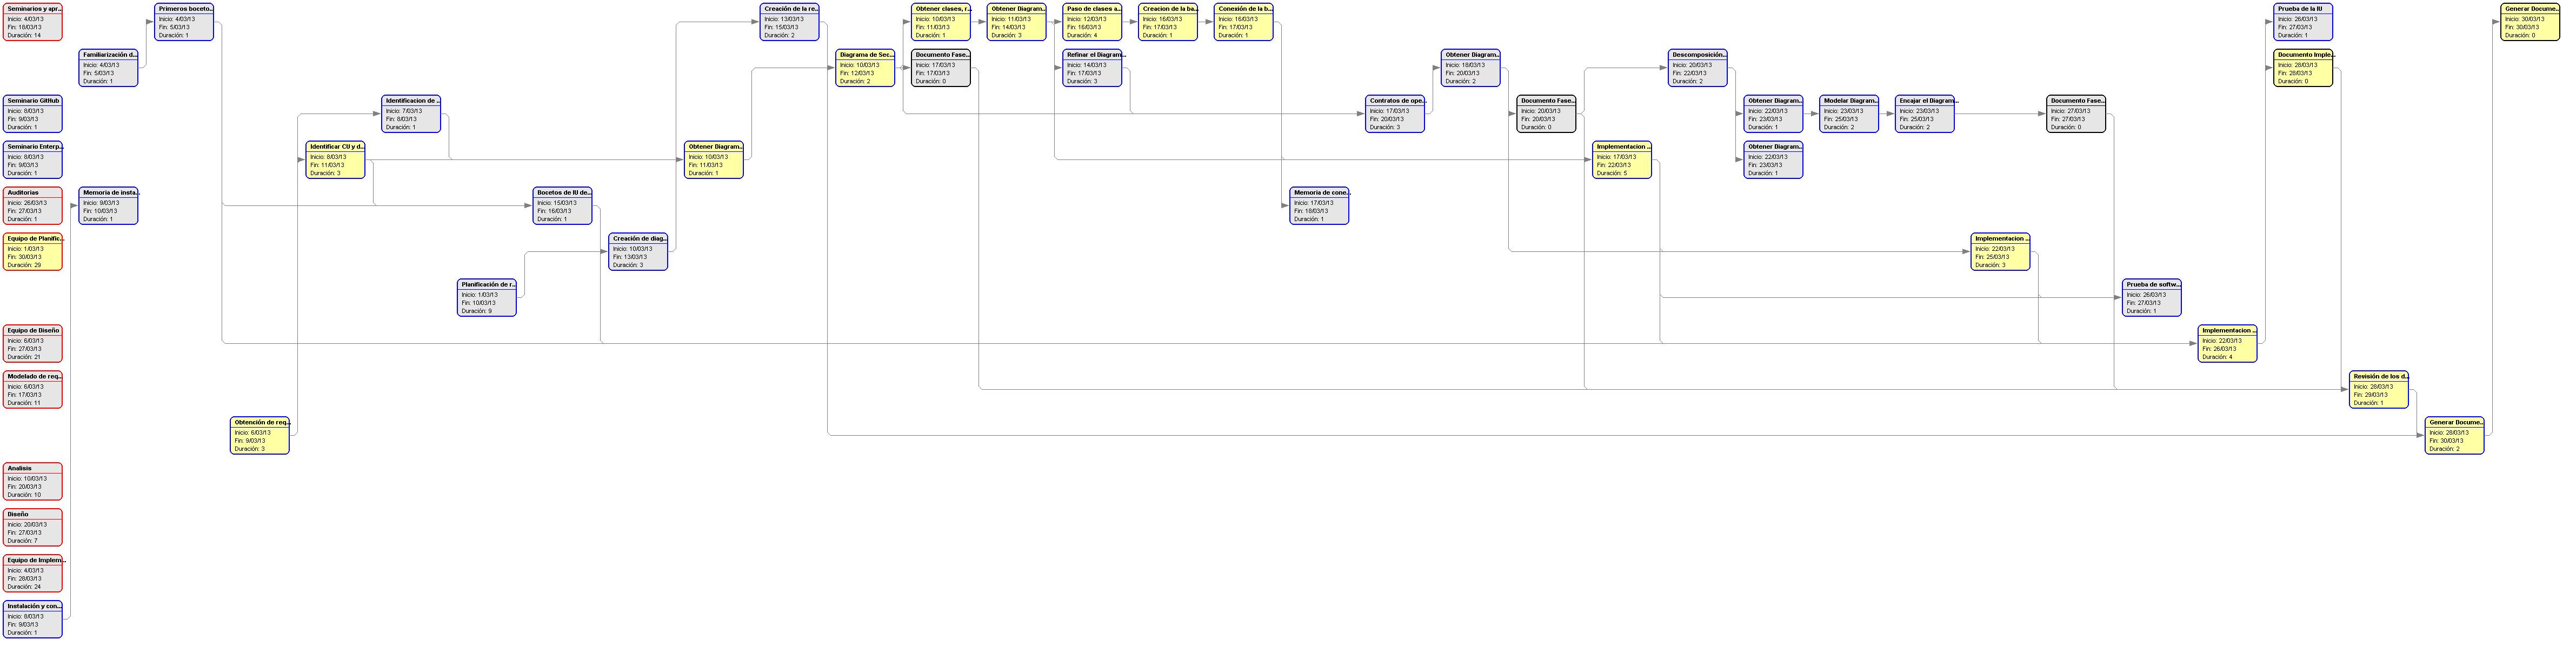 Seminarios y apr...
Inicio: 4/03/13
Fin: 18/03/13
Duración: 14
Primeros boceto...
Inicio: 4/03/13
Fin: 5/03/13
Duración: 1
Creación de la re...
Inicio: 13/03/13
Fin: 15/03/13
Duración: 2
Obtener clases, r...
Inicio: 10/03/13
Fin: 11/03/13
Duración: 1
Obtener Diagram...
Inicio: 11/03/13
Fin: 14/03/13
Duración: 3
Paso de clases a...
Inicio: 12/03/13
Fin: 16/03/13
Duración: 4
Creacion de la ba...
Inicio: 16/03/13
Fin: 17/03/13
Duración: 1
Conexión de la b...
Inicio: 16/03/13
Fin: 17/03/13
Duración: 1
Prueba de la IU
Inicio: 26/03/13
Fin: 27/03/13
Duración: 1
Generar Docume...
Inicio: 30/03/13
Fin: 30/03/13
Duración: 0
Familiarización d...
Inicio: 4/03/13
Fin: 5/03/13
Duración: 1
Diagrama de Sec...
Inicio: 10/03/13
Fin: 12/03/13
Duración: 2
Documento Fase...
Inicio: 17/03/13
Fin: 17/03/13
Duración: 0
Refinar el Diagram...
Inicio: 14/03/13
Fin: 17/03/13
Duración: 3
Obtener Diagram...
Inicio: 18/03/13
Fin: 20/03/13
Duración: 2
Descomposición...
Inicio: 20/03/13
Fin: 22/03/13
Duración: 2
Documento Imple...
Inicio: 28/03/13
Fin: 28/03/13
Duración: 0
Seminario GitHub
Inicio: 8/03/13
Fin: 9/03/13
Duración: 1
Identificacion de ...
Inicio: 7/03/13
Fin: 8/03/13
Duración: 1
Contratos de ope...
Inicio: 17/03/13
Fin: 20/03/13
Duración: 3
Documento Fase...
Inicio: 20/03/13
Fin: 20/03/13
Duración: 0
Obtener Diagram...
Inicio: 22/03/13
Fin: 23/03/13
Duración: 1
Modelar Diagram...
Inicio: 23/03/13
Fin: 25/03/13
Duración: 2
Encajar el Diagram...
Inicio: 23/03/13
Fin: 25/03/13
Duración: 2
Documento Fase...
Inicio: 27/03/13
Fin: 27/03/13
Duración: 0
Seminario Enterp...
Inicio: 8/03/13
Fin: 9/03/13
Duración: 1
Identificar CU y d...
Inicio: 8/03/13
Fin: 11/03/13
Duración: 3
Obtener Diagram...
Inicio: 10/03/13
Fin: 11/03/13
Duración: 1
Implementacion ...
Inicio: 17/03/13
Fin: 22/03/13
Duración: 5
Obtener Diagram...
Inicio: 22/03/13
Fin: 23/03/13
Duración: 1
Auditorias
Inicio: 26/03/13
Fin: 27/03/13
Duración: 1
Memoria de insta...
Inicio: 9/03/13
Fin: 10/03/13
Duración: 1
Bocetos de IU de...
Inicio: 15/03/13
Fin: 16/03/13
Duración: 1
Memoria de cone...
Inicio: 17/03/13
Fin: 18/03/13
Duración: 1
Equipo de Planific...
Inicio: 1/03/13
Fin: 30/03/13
Duración: 29
Creación de diag...
Inicio: 10/03/13
Fin: 13/03/13
Duración: 3
Implementacion ...
Inicio: 22/03/13
Fin: 25/03/13
Duración: 3
Planificación de r...
Inicio: 1/03/13
Fin: 10/03/13
Duración: 9
Prueba de softw...
Inicio: 26/03/13
Fin: 27/03/13
Duración: 1
Equipo de Diseño
Inicio: 6/03/13
Fin: 27/03/13
Duración: 21
Implementacion ...
Inicio: 22/03/13
Fin: 26/03/13
Duración: 4
Modelado de req...
Inicio: 6/03/13
Fin: 17/03/13
Duración: 11
Revisión de los d...
Inicio: 28/03/13
Fin: 29/03/13
Duración: 1
Obtención de req...
Inicio: 6/03/13
Fin: 9/03/13
Duración: 3
Generar Docume...
Inicio: 28/03/13
Fin: 30/03/13
Duración: 2
Analisis
Inicio: 10/03/13
Fin: 20/03/13
Duración: 10
Diseño
Inicio: 20/03/13
Fin: 27/03/13
Duración: 7
Equipo de Implem...
Inicio: 4/03/13
Fin: 28/03/13
Duración: 24
Instalación y con...
Inicio: 8/03/13
Fin: 9/03/13
Duración: 1